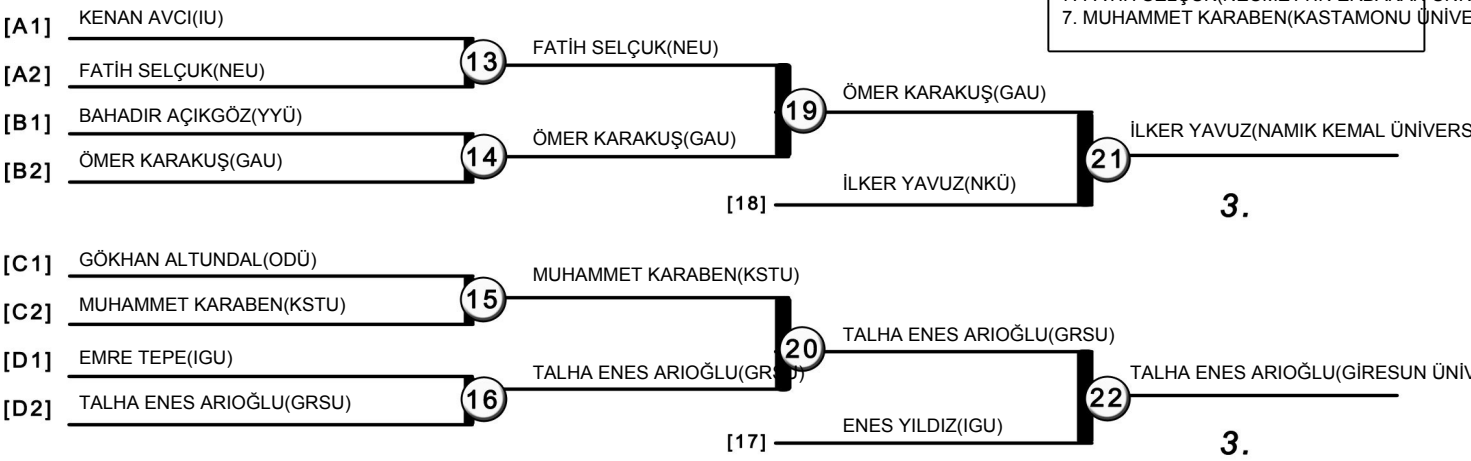 7. MUHAMMET KARABEN(KASTAMONU ÜNİVE
[A1] KENAN AVCI(IU)
[A2] FATİH SELÇUK(NEU)
13
FATİH SELÇUK(NEU)
[B1] BAHADIR AÇIKGÖZ(YYÜ)
[B2] ÖMER KARAKUŞ(GAU)
14
ÖMER KARAKUŞ(GAU)
19
ÖMER KARAKUŞ(GAU)
[18] İLKER YAVUZ(NKÜ)
21
İLKER YAVUZ(NAMIK KEMAL ÜNİVERS
3.
[C1] GÖKHAN ALTUNDAL(ODÜ)
[C2] MUHAMMET KARABEN(KSTU)
15
MUHAMMET KARABEN(KSTU)
[D1] EMRE TEPE(IGU)
[D2] TALHA ENES ARIOĞLU(GRSU)
16
TALHA ENES ARIOĞLU(GRSU)
20
TALHA ENES ARIOĞLU(GRSU)
[17] ENES YILDIZ(IGU)
22
TALHA ENES ARIOĞLU(GİRESUN ÜNİV
3.